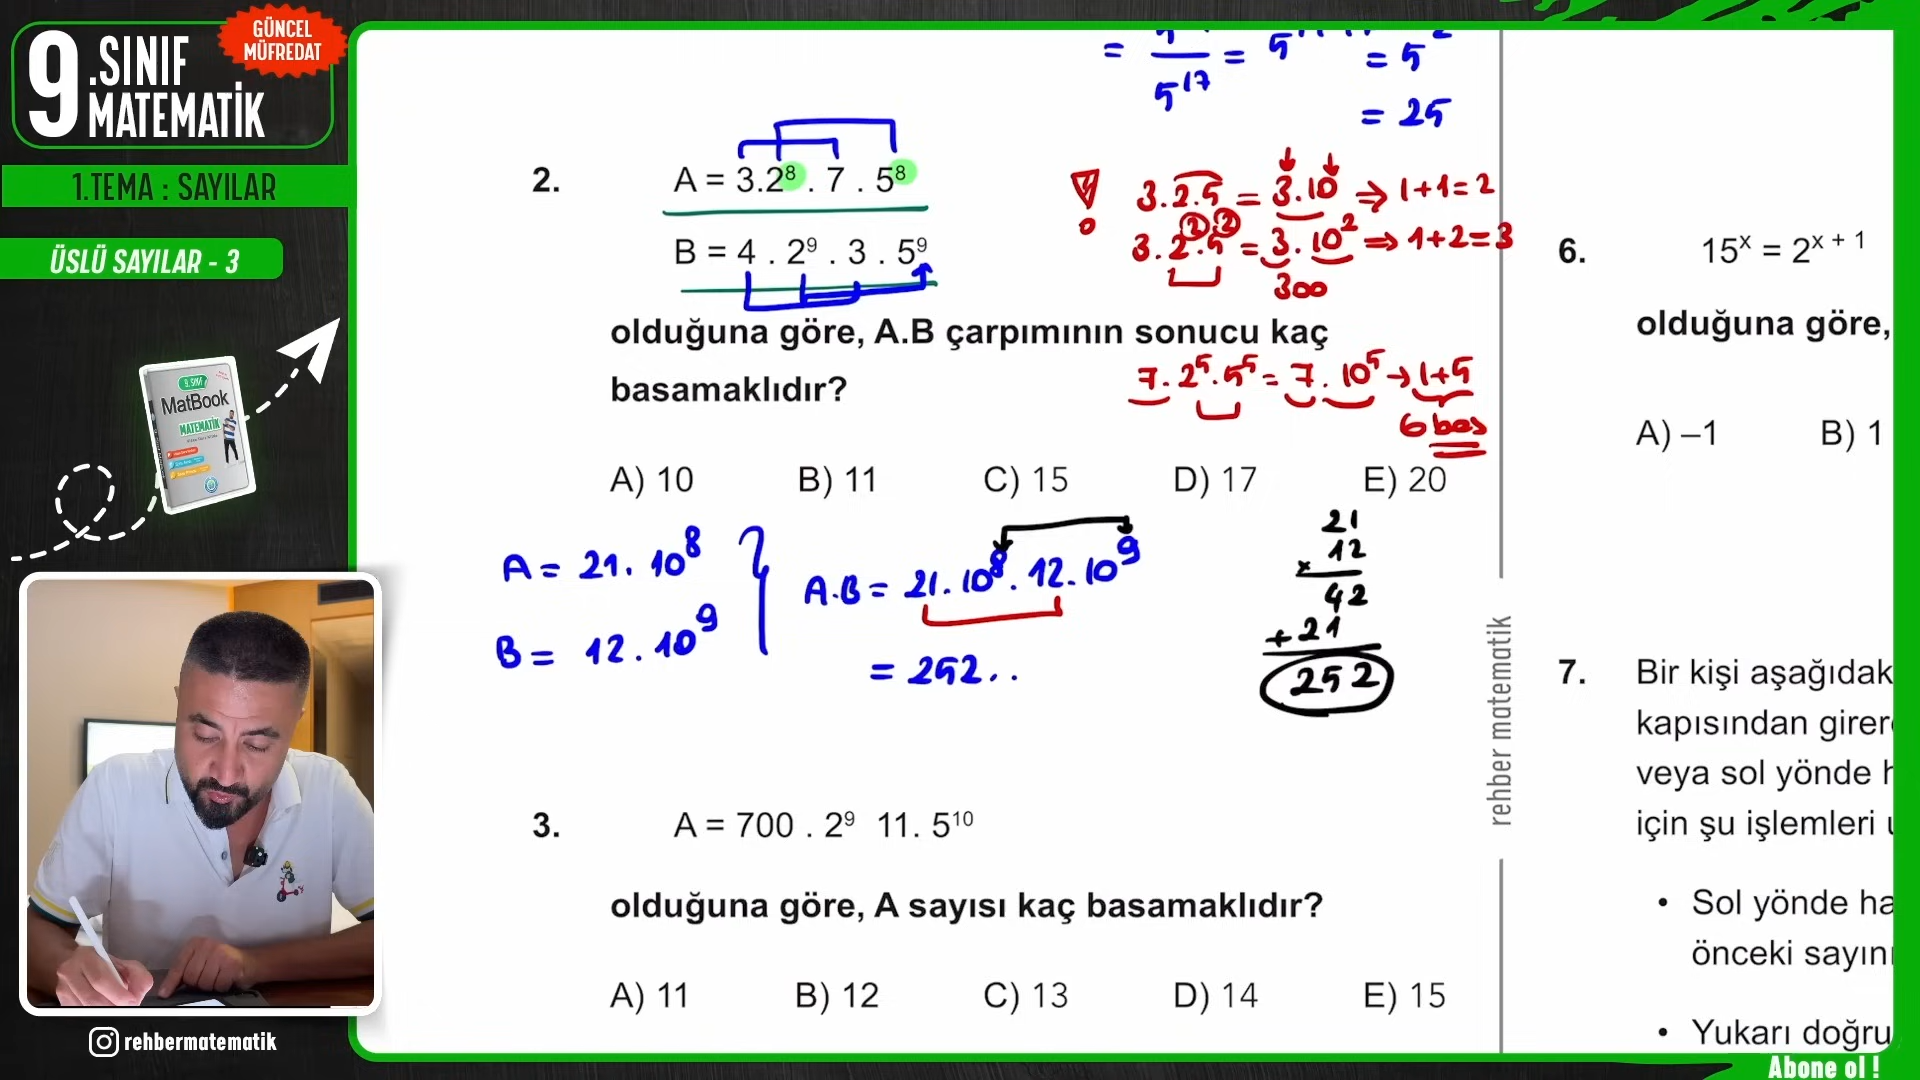 9.SINIF
MATEMATİK
GÜNCEL
MÜFREDAT
1.TEMA : SAYILAR
ÜSLÜ SAYILAR - 3
9. SINIF
MatBook
MATEMATİK
rehbermatematik
= 5¹⁷ = 5 = 5²
= 25
2. A = 3.2⁸ . 7 . 5⁸
B = 4 . 2⁹ . 3 . 5⁹
olduğuna göre, A.B çarpımının sonucu kaç
basamaklıdır?
A) 10 B) 11 C) 15 D) 17 E) 20
3.2.5 = 3.10 ⇒ 1+1=2
3.2².5² = 3.10² ⇒ 1+2=3
300
7.2⁵.5⁵ = 7.10⁵ → 1+5
6 bas
A = 21.10⁸
B = 12.10⁹
A.B = 21.10⁸.12.10⁹
= 252..
21
12
×
42
+21
252
3. A = 700 . 2⁹ 11. 5¹⁰
olduğuna göre, A sayısı kaç basamaklıdır?
A) 11 B) 12 C) 13 D) 14 E) 15
rehber matematik
6. 15ˣ = 2ˣ ⁺ ¹
olduğuna göre,
A) –1 B) 1
7. Bir kişi aşağıdak
kapısından girer
veya sol yönde h
için şu işlemleri u
• Sol yönde ha
önceki sayını
• Yukarı doğru
Abone ol !